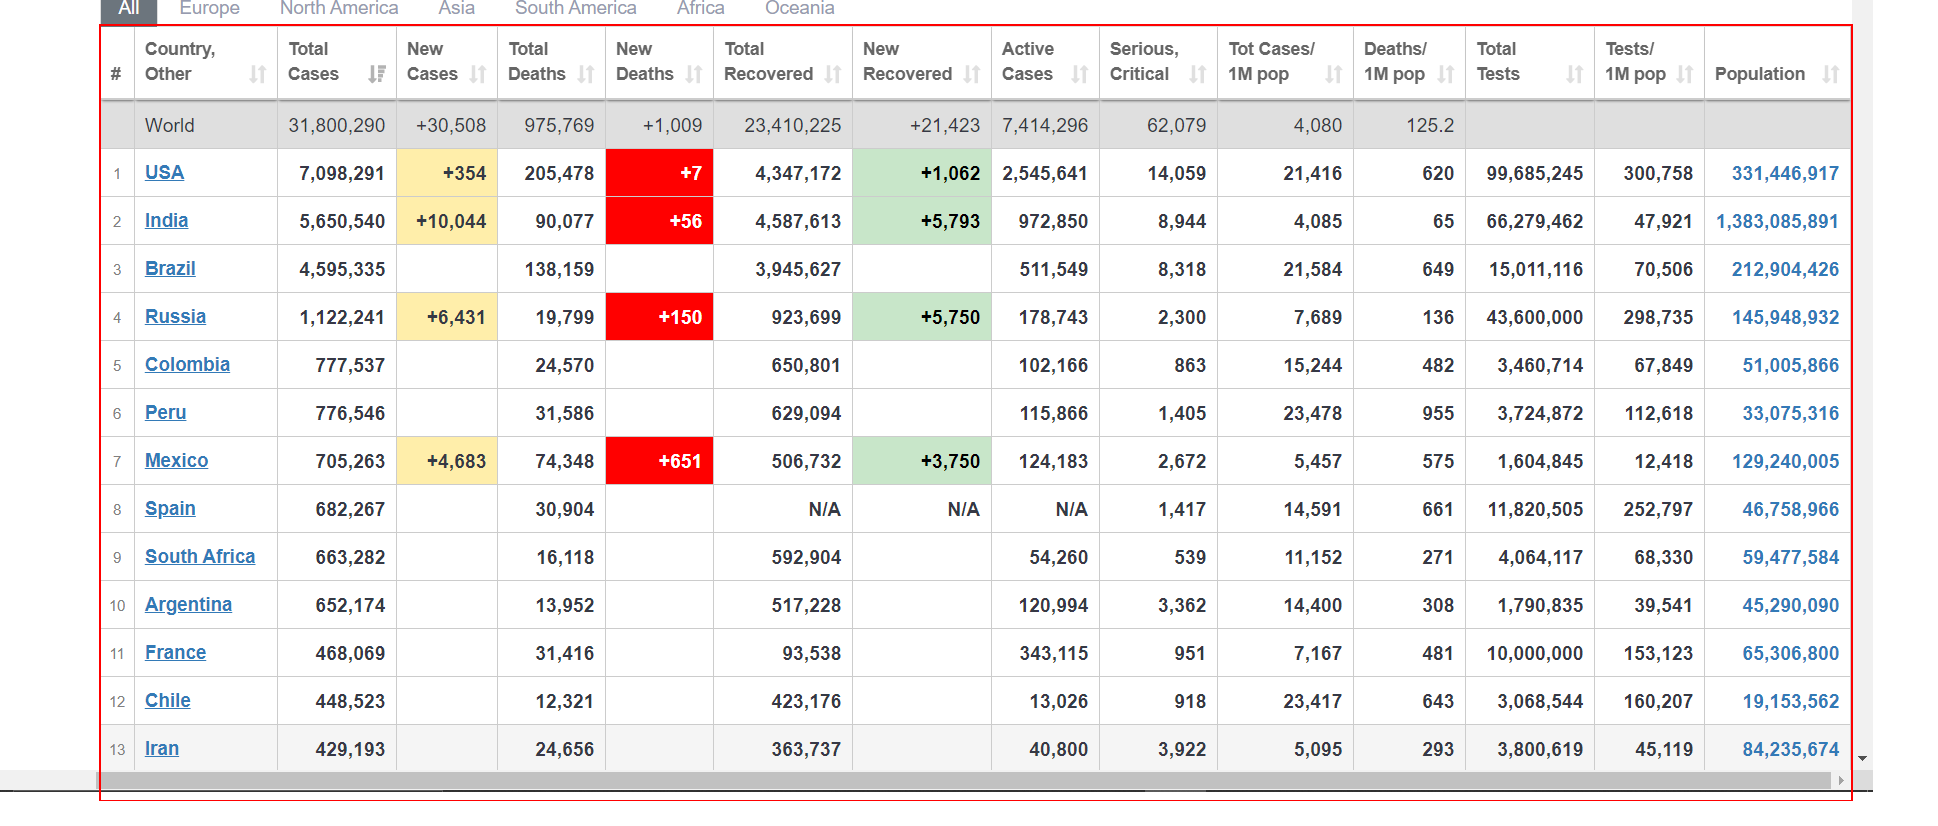 All Europe North America Asia South America Africa Oceania
# Country, Other Total Cases New Cases Total Deaths New Deaths Total Recovered New Recovered Active Cases Serious, Critical Tot Cases/ 1M pop Deaths/ 1M pop Total Tests Tests/ 1M pop Population
World 31,800,290 +30,508 975,769 +1,009 23,410,225 +21,423 7,414,296 62,079 4,080 125.2
1 USA 7,098,291 +354 205,478 +7 4,347,172 +1,062 2,545,641 14,059 21,416 620 99,685,245 300,758 331,446,917
2 India 5,650,540 +10,044 90,077 +56 4,587,613 +5,793 972,850 8,944 4,085 65 66,279,462 47,921 1,383,085,891
3 Brazil 4,595,335 138,159 3,945,627 511,549 8,318 21,584 649 15,011,116 70,506 212,904,426
4 Russia 1,122,241 +6,431 19,799 +150 923,699 +5,750 178,743 2,300 7,689 136 43,600,000 298,735 145,948,932
5 Colombia 777,537 24,570 650,801 102,166 863 15,244 482 3,460,714 67,849 51,005,866
6 Peru 776,546 31,586 629,094 115,866 1,405 23,478 955 3,724,872 112,618 33,075,316
7 Mexico 705,263 +4,683 74,348 +651 506,732 +3,750 124,183 2,672 5,457 575 1,604,845 12,418 129,240,005
8 Spain 682,267 30,904 N/A N/A N/A 1,417 14,591 661 11,820,505 252,797 46,758,966
9 South Africa 663,282 16,118 592,904 54,260 539 11,152 271 4,064,117 68,330 59,477,584
10 Argentina 652,174 13,952 517,228 120,994 3,362 14,400 308 1,790,835 39,541 45,290,090
11 France 468,069 31,416 93,538 343,115 951 7,167 481 10,000,000 153,123 65,306,800
12 Chile 448,523 12,321 423,176 13,026 918 23,417 643 3,068,544 160,207 19,153,562
13 Iran 429,193 24,656 363,737 40,800 3,922 5,095 293 3,800,619 45,119 84,235,674